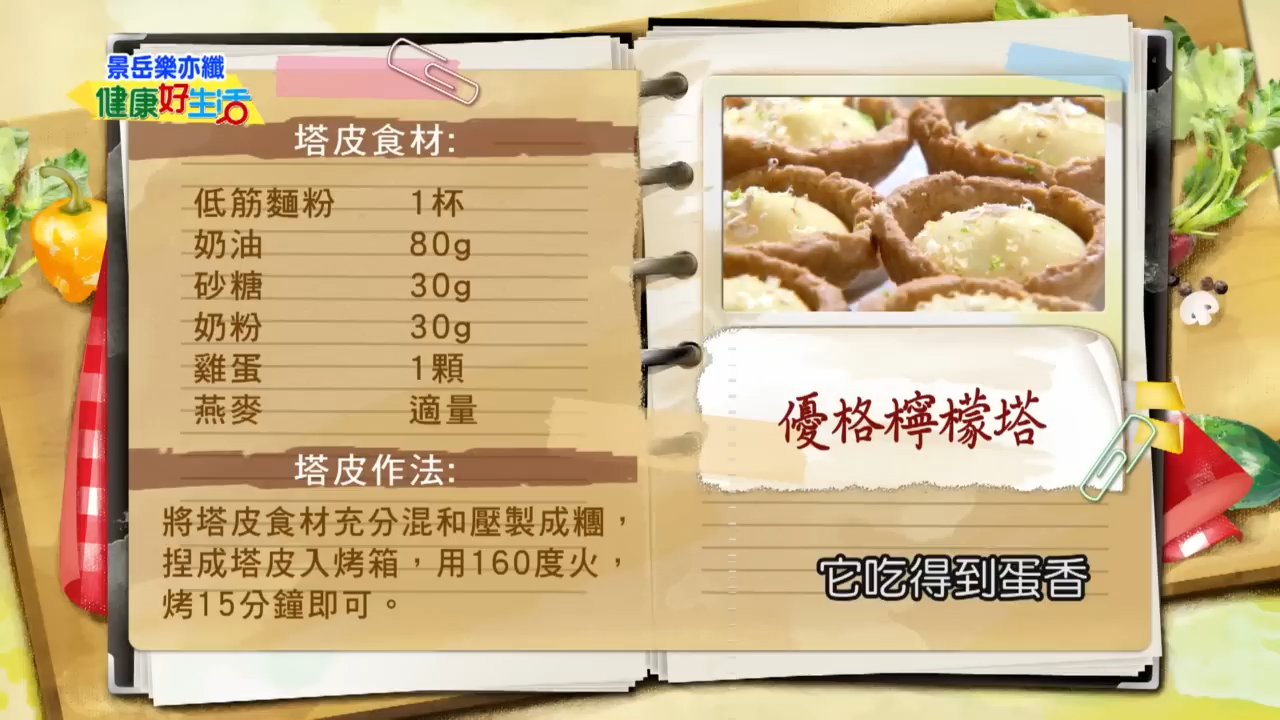 景岳樂亦纖
健康好生活
塔皮食材:
低筋麵粉 1杯
奶油 80g
砂糖 30g
奶粉 30g
雞蛋 1顆
燕麥 適量
塔皮作法:
將塔皮食材充分混和壓製成糰，
捏成塔皮入烤箱，用160度火，
烤15分鐘即可。
優格檸檬塔
它吃得到蛋香